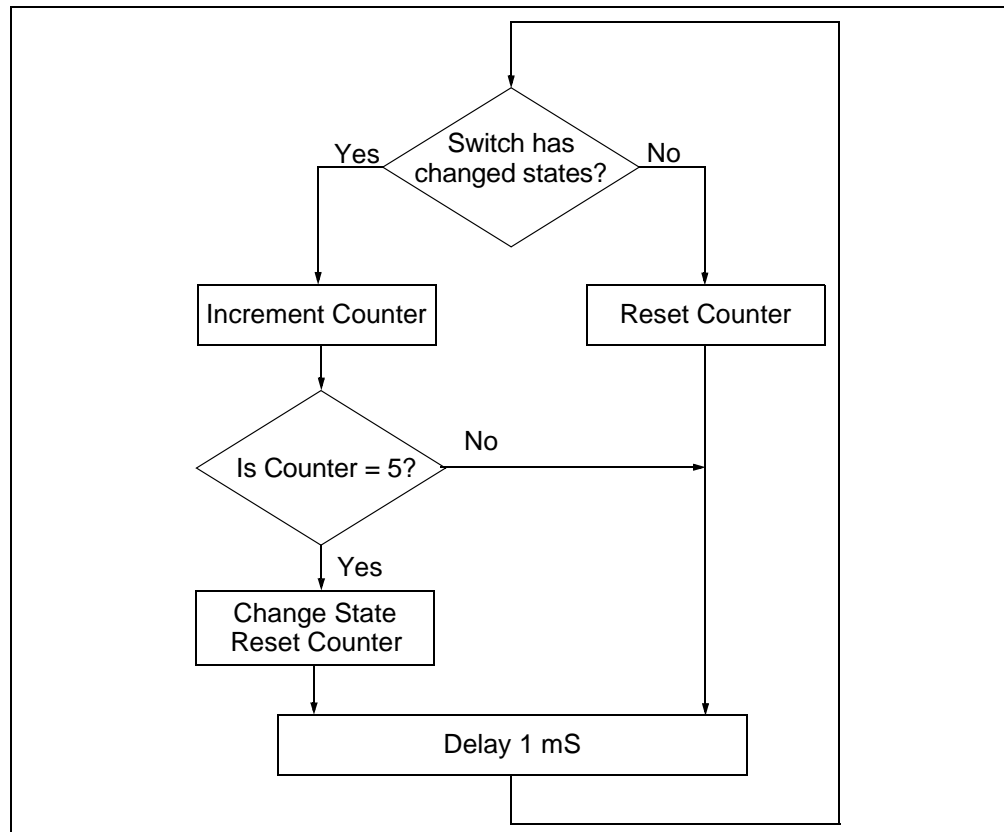 Switch has
changed states?
Yes
No
Increment Counter
Reset Counter
Is Counter = 5?
No
Yes
Change State
Reset Counter
Delay 1 mS